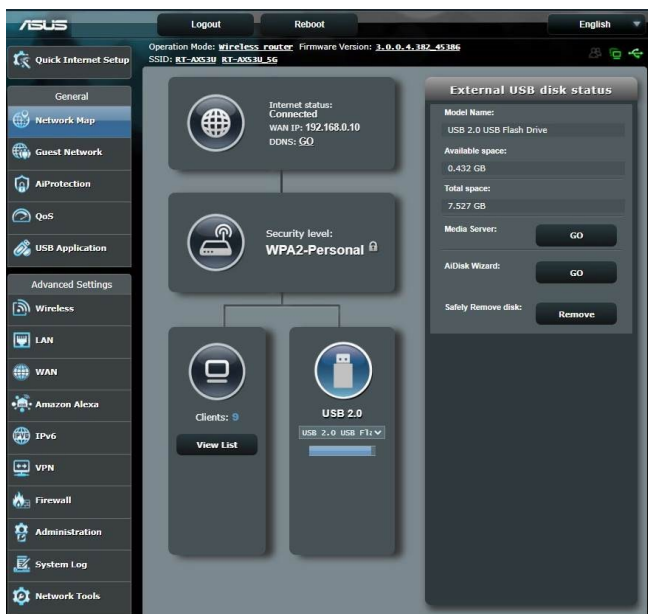 ASUS
Logout
Reboot
English
Quick Internet Setup
Operation Mode: Wireless router Firmware Version: 3.0.0.4.382_45386
SSID: RT-AX53U RT-AX53U_5G
General
Network Map
Guest Network
AiProtection
QoS
USB Application
Advanced Settings
Wireless
LAN
WAN
Amazon Alexa
IPv6
VPN
Firewall
Administration
System Log
Network Tools
Internet status:
Connected
WAN IP: 192.168.0.10
DDNS: GO
Security level:
WPA2-Personal
Clients: 9
View List
USB 2.0
USB 2.0 USB Fla
External USB disk status
Model Name:
USB 2.0 USB Flash Drive
Available space:
0.432 GB
Total space:
7.527 GB
Media Server:
GO
AiDisk Wizard:
GO
Safely Remove disk:
Remove